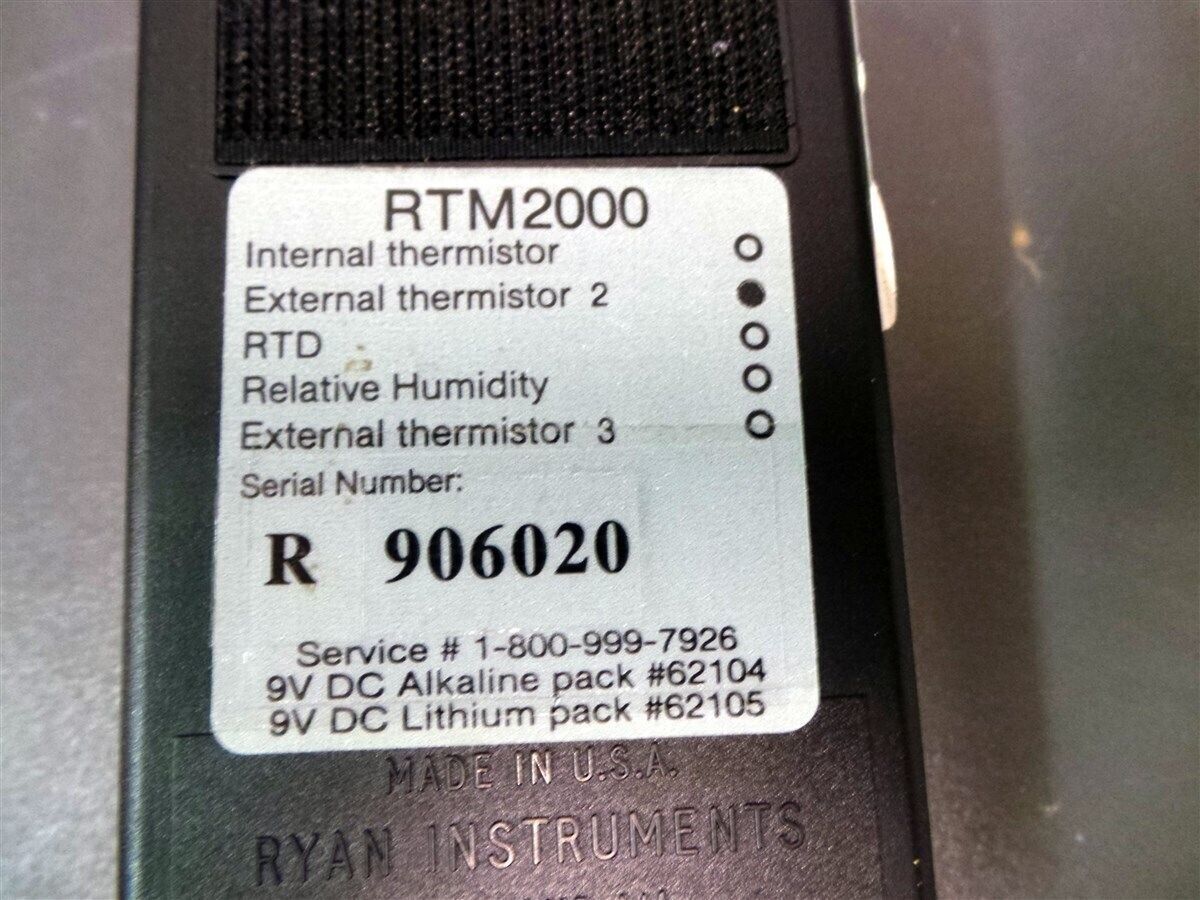 RTM2000
Internal thermistor O
External thermistor 2 ●
RTD O
Relative Humidity O
External thermistor 3 O
Serial Number:
R 906020
Service # 1-800-999-7926
9V DC Alkaline pack #62104
9V DC Lithium pack #62105
MADE IN U.S.A.
RYAN INSTRUMENTS